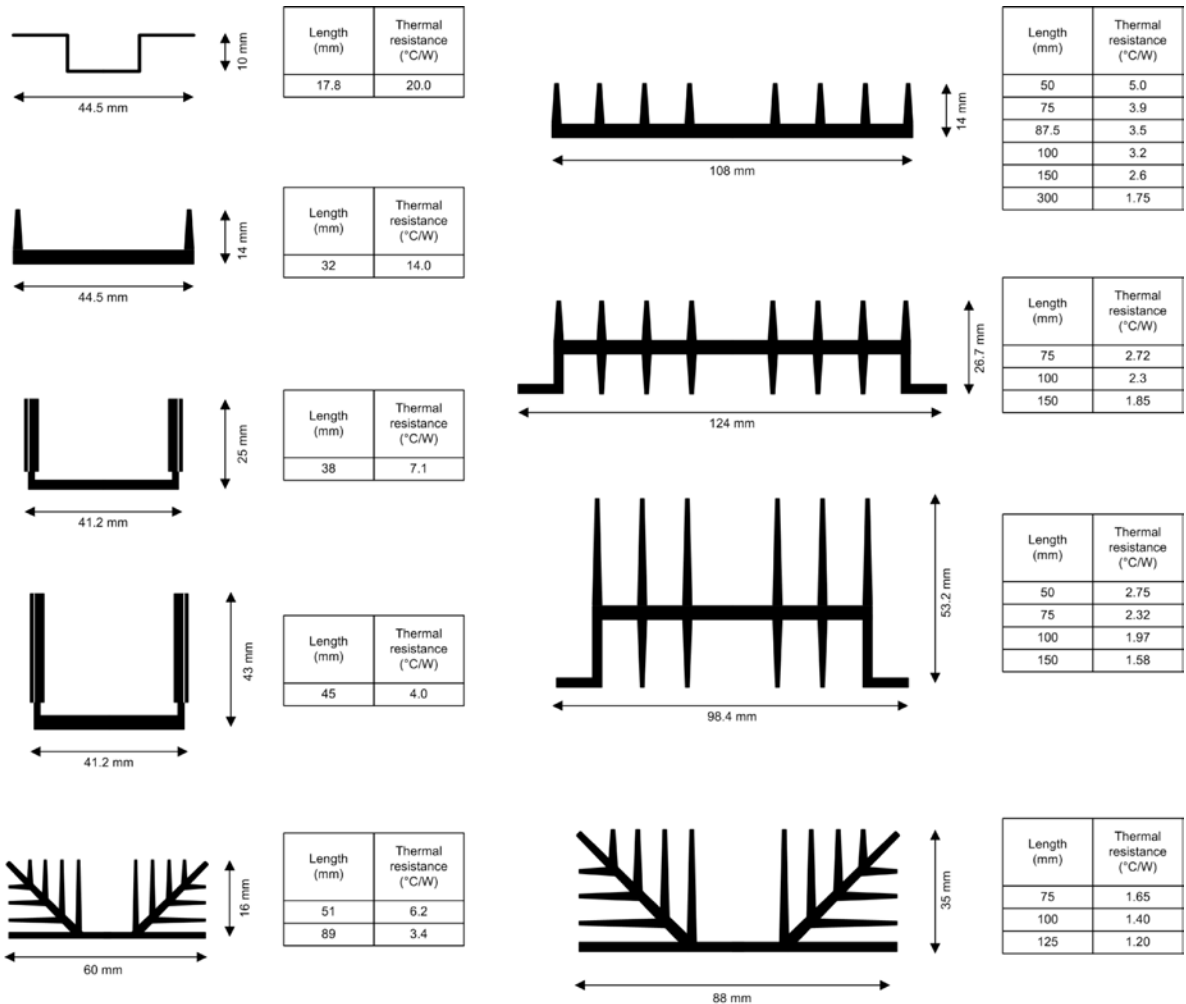 10 mm
44.5 mm
Length
(mm)
Thermal
resistance
(°C/W)
17.8 20.0
14 mm
44.5 mm
Length
(mm)
Thermal
resistance
(°C/W)
32 14.0
25 mm
41.2 mm
Length
(mm)
Thermal
resistance
(°C/W)
38 7.1
43 mm
41.2 mm
Length
(mm)
Thermal
resistance
(°C/W)
45 4.0
16 mm
60 mm
Length
(mm)
Thermal
resistance
(°C/W)
51 6.2
89 3.4
14 mm
108 mm
Length
(mm)
Thermal
resistance
(°C/W)
50 5.0
75 3.9
87.5 3.5
100 3.2
150 2.6
300 1.75
26.7 mm
124 mm
Length
(mm)
Thermal
resistance
(°C/W)
75 2.72
100 2.3
150 1.85
53.2 mm
98.4 mm
Length
(mm)
Thermal
resistance
(°C/W)
50 2.75
75 2.32
100 1.97
150 1.58
35 mm
88 mm
Length
(mm)
Thermal
resistance
(°C/W)
75 1.65
100 1.40
125 1.20